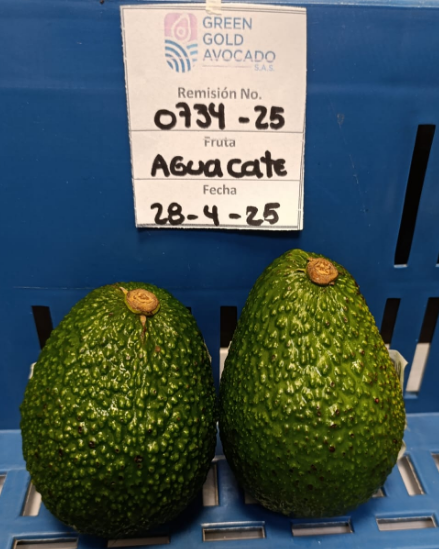 GREEN
GOLD
AVOCADO
S.A.S.
Remisión No.
0734-25
Fruta
AGuacate
Fecha
28-4-25